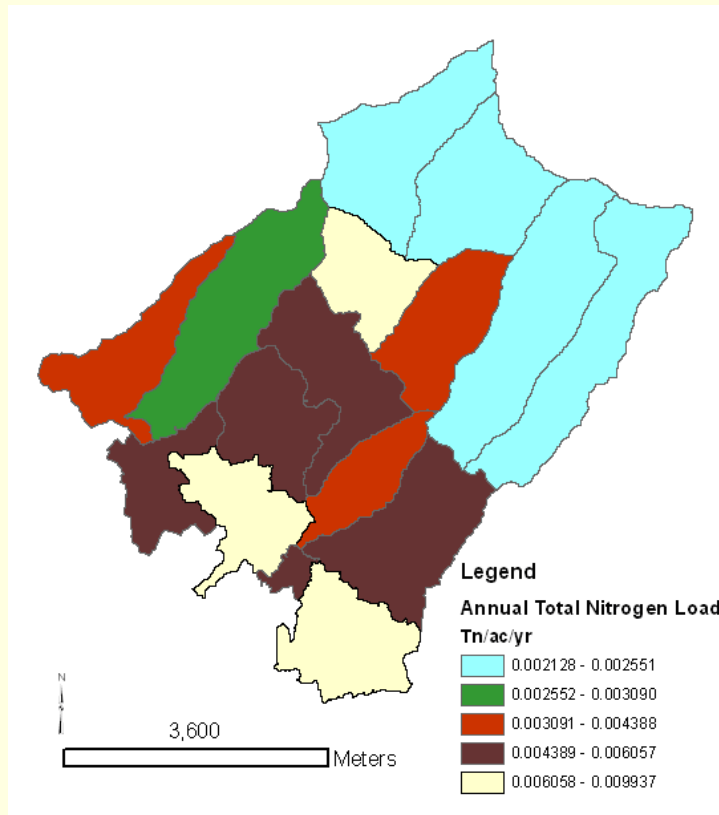 Legend
Annual Total Nitrogen Load
Tn/ac/yr
0.002128 - 0.002551
0.002552 - 0.003090
0.003091 - 0.004388
0.004389 - 0.006057
0.006058 - 0.009937
N
3,600
Meters